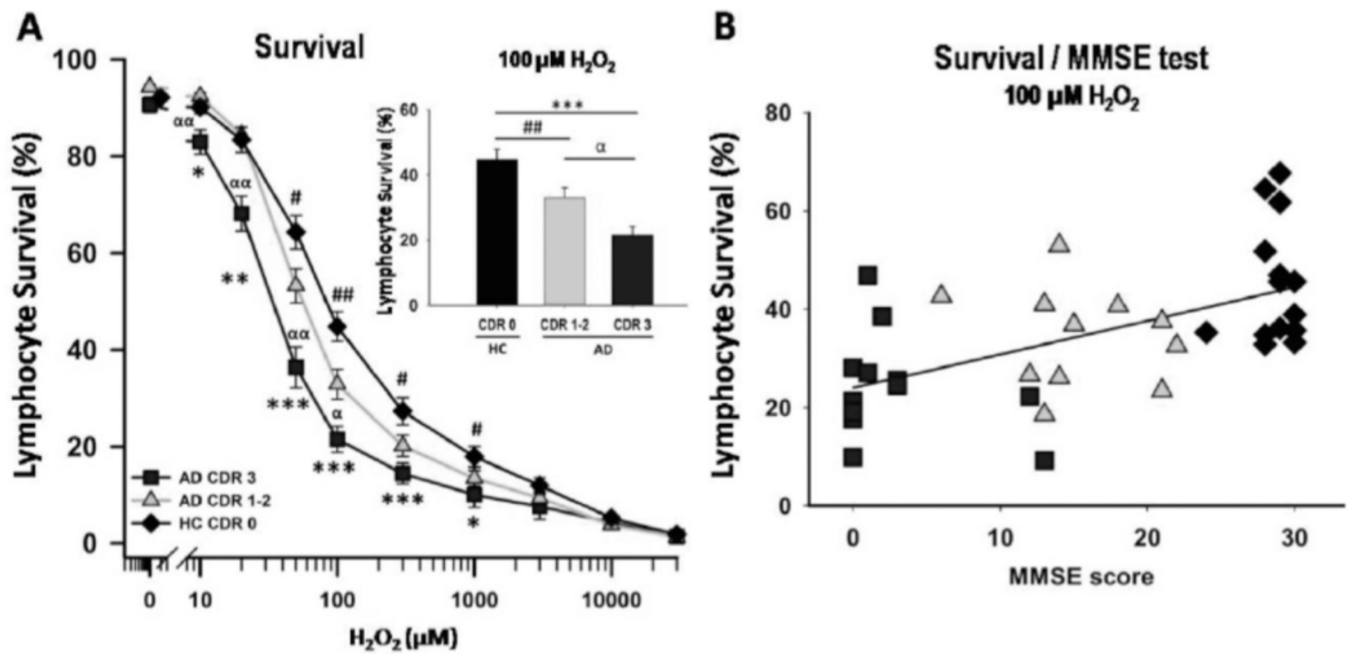 A
Survival
100 µM H₂O₂
Lymphocyte Survival (%)
100
80
60
40
20
0
αα
*
αα
**
#
αα
***
##
α
***
#
***
#
*
AD CDR 3
AD CDR 1-2
HC CDR 0
0 10 100 1000 10000
H₂O₂ (µM)
Lymphocyte Survival (%)
60
40
20
0
***
##
α
CDR 0 CDR 1-2 CDR 3
HC AD
B
Survival / MMSE test
100 µM H₂O₂
Lymphocyte Survival (%)
80
60
40
20
0
0 10 20 30
MMSE score